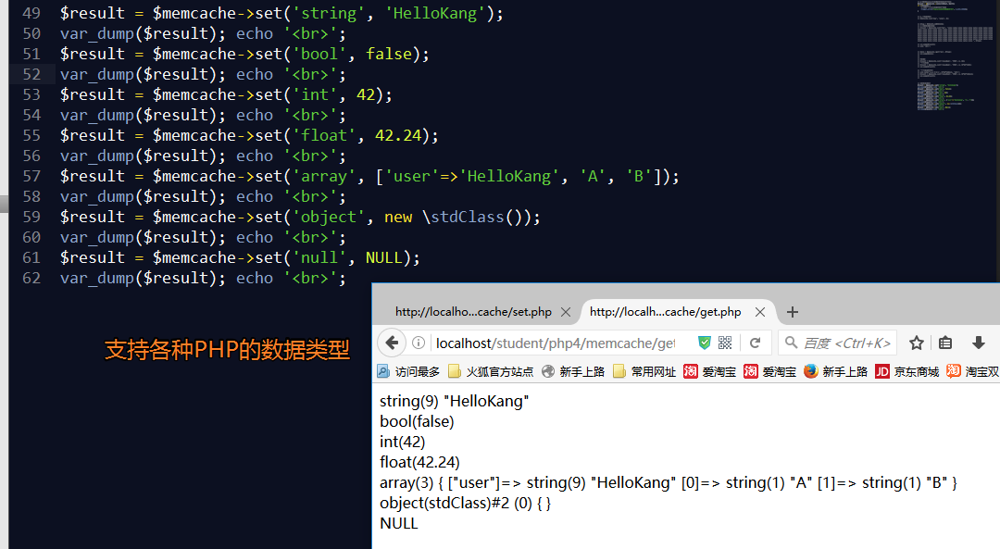 49 $result = $memcache->set('string', 'HelloKang');
50 var_dump($result); echo '<br>';
51 $result = $memcache->set('bool', false);
52 var_dump($result); echo '<br>';
53 $result = $memcache->set('int', 42);
54 var_dump($result); echo '<br>';
55 $result = $memcache->set('float', 42.24);
56 var_dump($result); echo '<br>';
57 $result = $memcache->set('array', ['user'=>'HelloKang', 'A', 'B']);
58 var_dump($result); echo '<br>';
59 $result = $memcache->set('object', new \stdClass());
60 var_dump($result); echo '<br>';
61 $result = $memcache->set('null', NULL);
62 var_dump($result); echo '<br>';
支持各种PHP的数据类型
http://localho...cache/set.php http://localh...cache/get.php
localhost/student/php4/memcache/get 百度 <Ctrl+K>
访问最多 火狐官方站点 新手上路 常用网址 淘 爱淘宝 淘 爱淘宝 新手上路 JD 京东商城 淘 淘宝双
string(9) "HelloKang"
bool(false)
int(42)
float(42.24)
array(3) { ["user"]=> string(9) "HelloKang" [0]=> string(1) "A" [1]=> string(1) "B" }
object(stdClass)#2 (0) { }
NULL